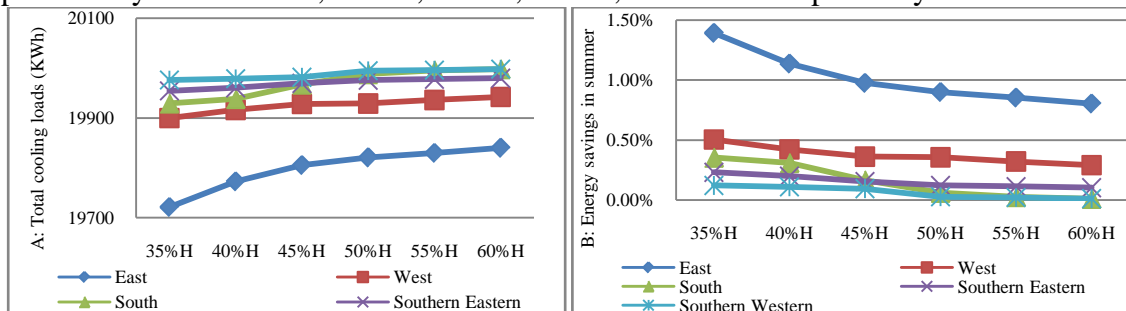 A: Total cooling loads (KWh)
20100
19900
19700
35%H 40%H 45%H 50%H 55%H 60%H
East West
South Southern Eastern
B: Energy savings in summer
1.50%
1.00%
0.50%
0.00%
35%H 40%H 45%H 50%H 55%H 60%H
East West
South Southern Eastern
Southern Western